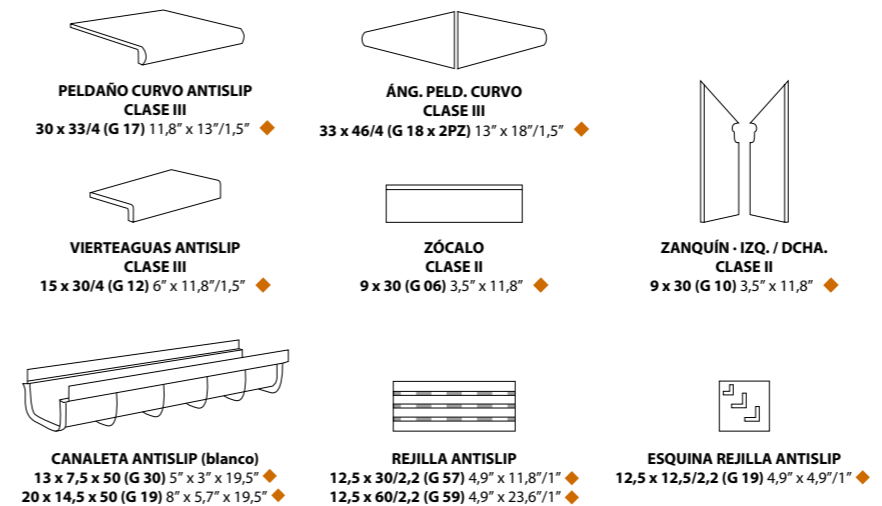 PELDAÑO CURVO ANTISLIP
CLASE III
30 x 33/4 (G 17) 11,8” x 13”/1,5”
ÁNG. PELD. CURVO
CLASE III
33 x 46/4 (G 18 x 2PZ) 13” x 18”/1,5”
VIERTEAGUAS ANTISLIP
CLASE III
15 x 30/4 (G 12) 6” x 11,8”/1,5”
ZÓCALO
CLASE II
9 x 30 (G 06) 3,5” x 11,8”
ZANQUÍN · IZQ. / DCHA.
CLASE II
9 x 30 (G 10) 3,5” x 11,8”
CANALETA ANTISLIP (blanco)
13 x 7,5 x 50 (G 30) 5” x 3” x 19,5”
20 x 14,5 x 50 (G 19) 8” x 5,7” x 19,5”
REJILLA ANTISLIP
12,5 x 30/2,2 (G 57) 4,9” x 11,8”/1”
12,5 x 60/2,2 (G 59) 4,9” x 23,6”/1”
ESQUINA REJILLA ANTISLIP
12,5 x 12,5/2,2 (G 19) 4,9” x 4,9”/1”